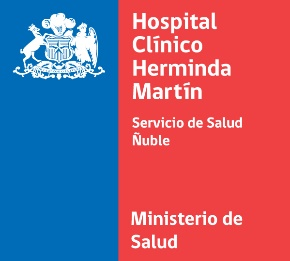 Hospital
Clínico
Herminda
Martín
Servicio de Salud
Ñuble
Ministerio de
Salud